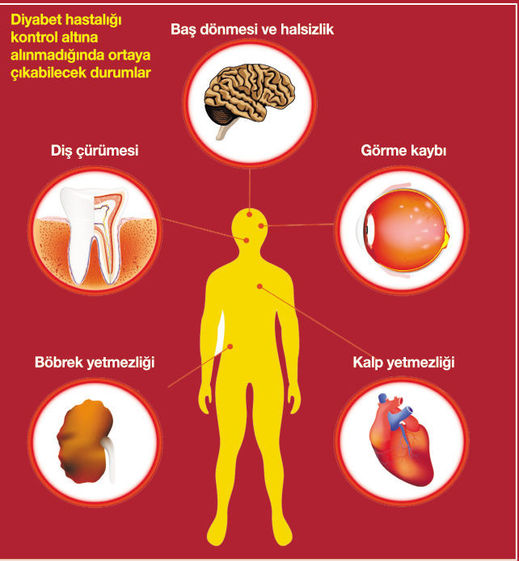 Diyabet hastalığı
kontrol altına
alınmadığında ortaya
çıkabilecek durumlar
Baş dönmesi ve halsizlik
Diş çürümesi
Görme kaybı
Böbrek yetmezliği
Kalp yetmezliği